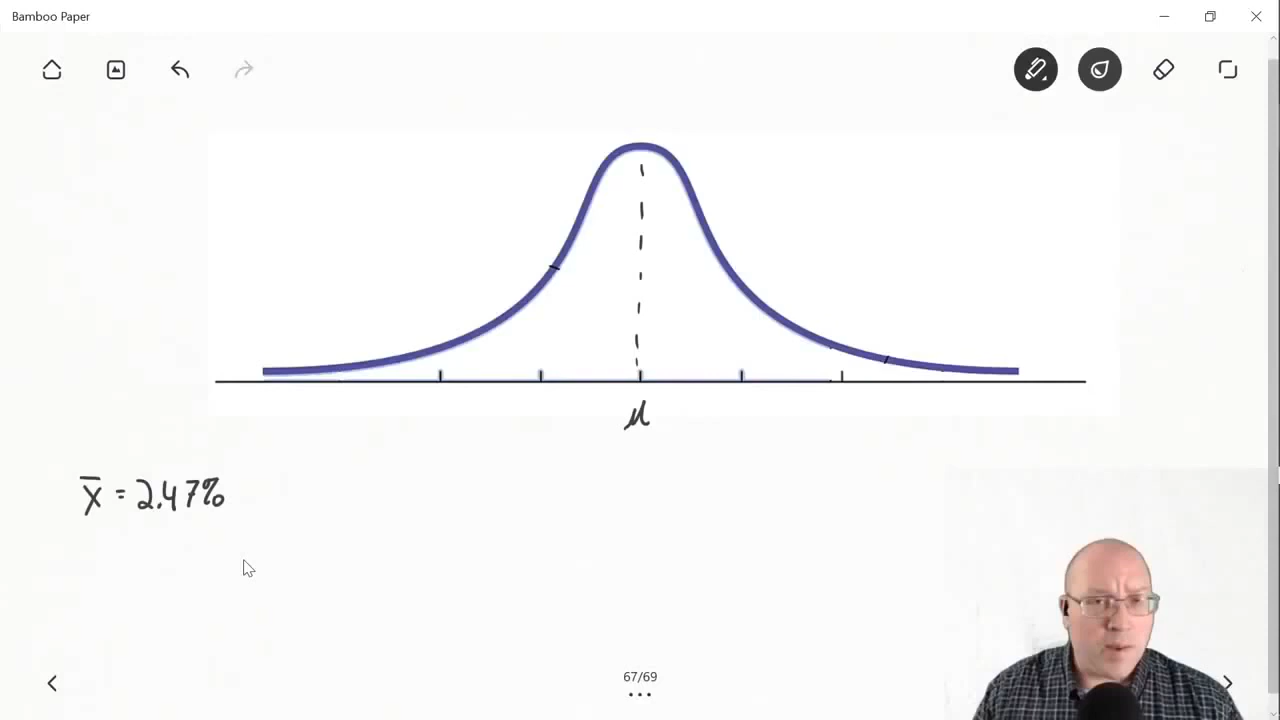 Bamboo Paper
μ
x̅ = 2.47%
67/69